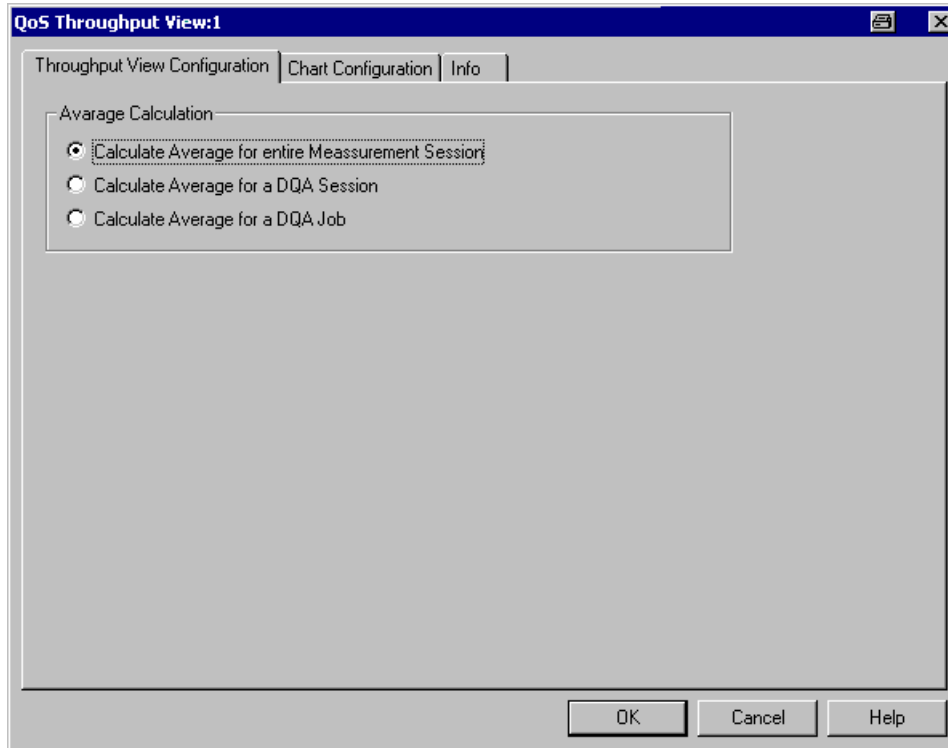 QoS Throughput View:1
Throughput View Configuration
Chart Configuration
Info
Avarage Calculation
Calculate Average for entire Meassurement Session
Calculate Average for a DQA Session
Calculate Average for a DQA Job
OK
Cancel
Help